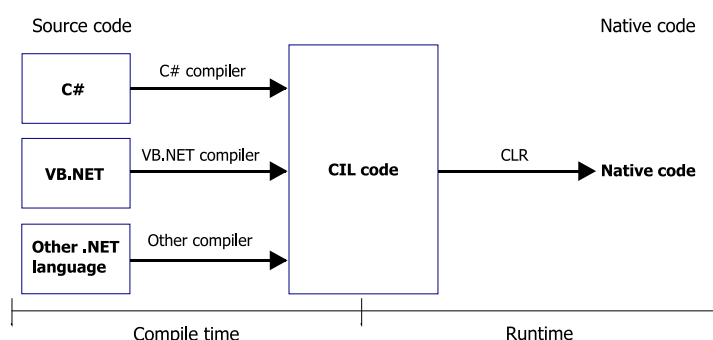 Source code
Native code
C#
C# compiler
VB.NET
VB.NET compiler
CIL code
CLR
Native code
Other .NET
language
Other compiler
Compile time
Runtime